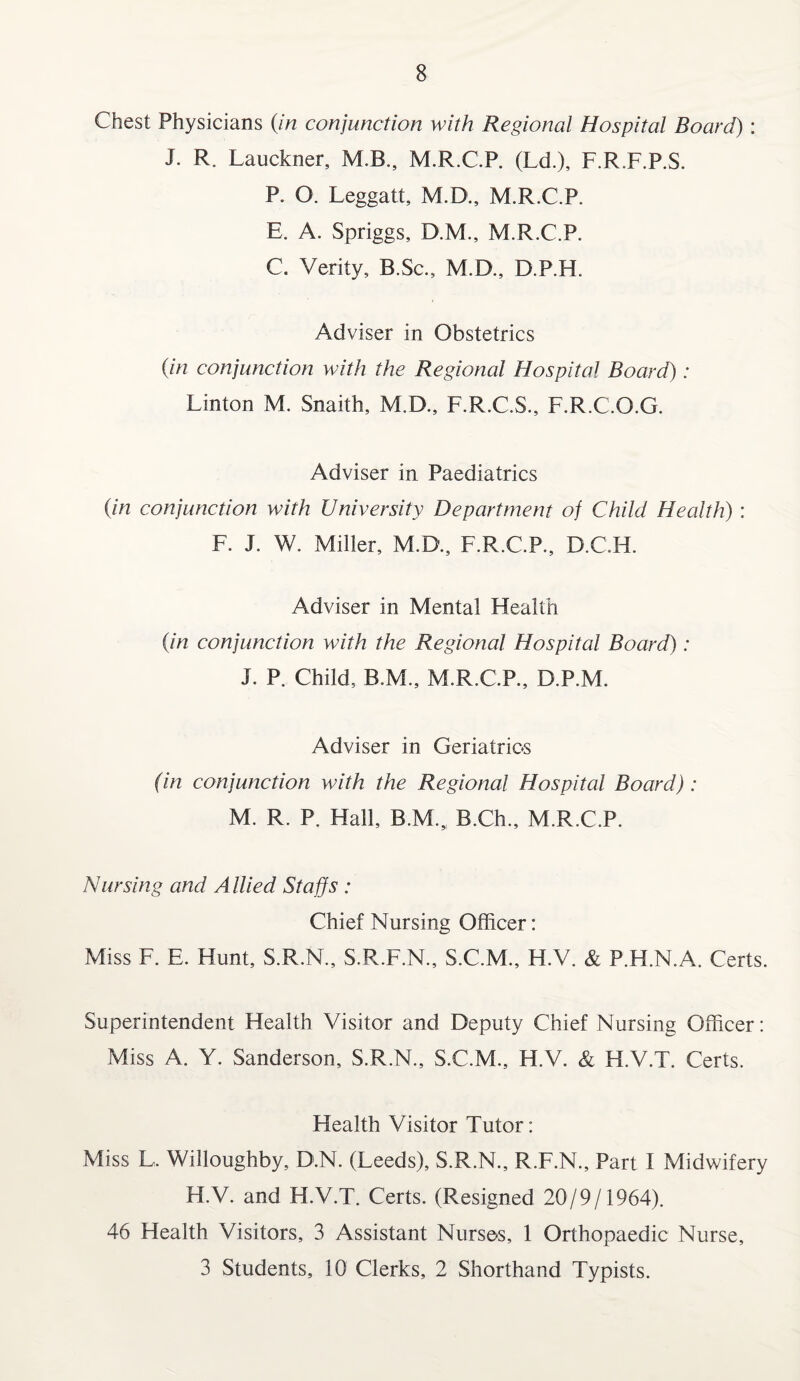 8
Chest Physicians (in conjunction with Regional Hospital Board) :
J. R. Lauckner, M.B., M.R.C.P. (Ld.), F.R.F.P.S.
P. O. Leggatt, M.D., M.R.C.P.
E. A. Spriggs, D.M., M.R.C.P.
C. Verity, B.Sc., M.D., D.P.H.
Adviser in Obstetrics
(in conjunction with the Regional Hospital Board) :
Linton M. Snaith, M.D., F.R.C.S., F.R.C.O.G.
Adviser in Paediatrics
(in conjunction with University Department of Child Health) :
F. J. W. Miller, M.D., F.R.C.P., D.C.H.
Adviser in Mental Health
(in conjunction with the Regional Hospital Board) :
J. P. Child, B.M., M.R.C.P., D.P.M.
Adviser in Geriatrics
(in conjunction with the Regional Hospital Board) :
M. R. P. Hall, B.M., B.Ch., M.R.C.P.
Nursing and Allied Staffs :
Chief Nursing Officer :
Miss F. E. Hunt, S.R.N., S.R.F.N., S.C.M., H.V. & P.H.N.A. Certs.
Superintendent Health Visitor and Deputy Chief Nursing Officer :
Miss A. Y. Sanderson, S.R.N., S.C.M., H.V. & H.V.T. Certs.
Health Visitor Tutor :
Miss L. Willoughby, D.N. (Leeds), S.R.N., R.F.N., Part I Midwifery
H.V. and H.V.T. Certs. (Resigned 20/9/1964).
46 Health Visitors, 3 Assistant Nurses, 1 Orthopaedic Nurse,
3 Students, 10 Clerks, 2 Shorthand Typists.